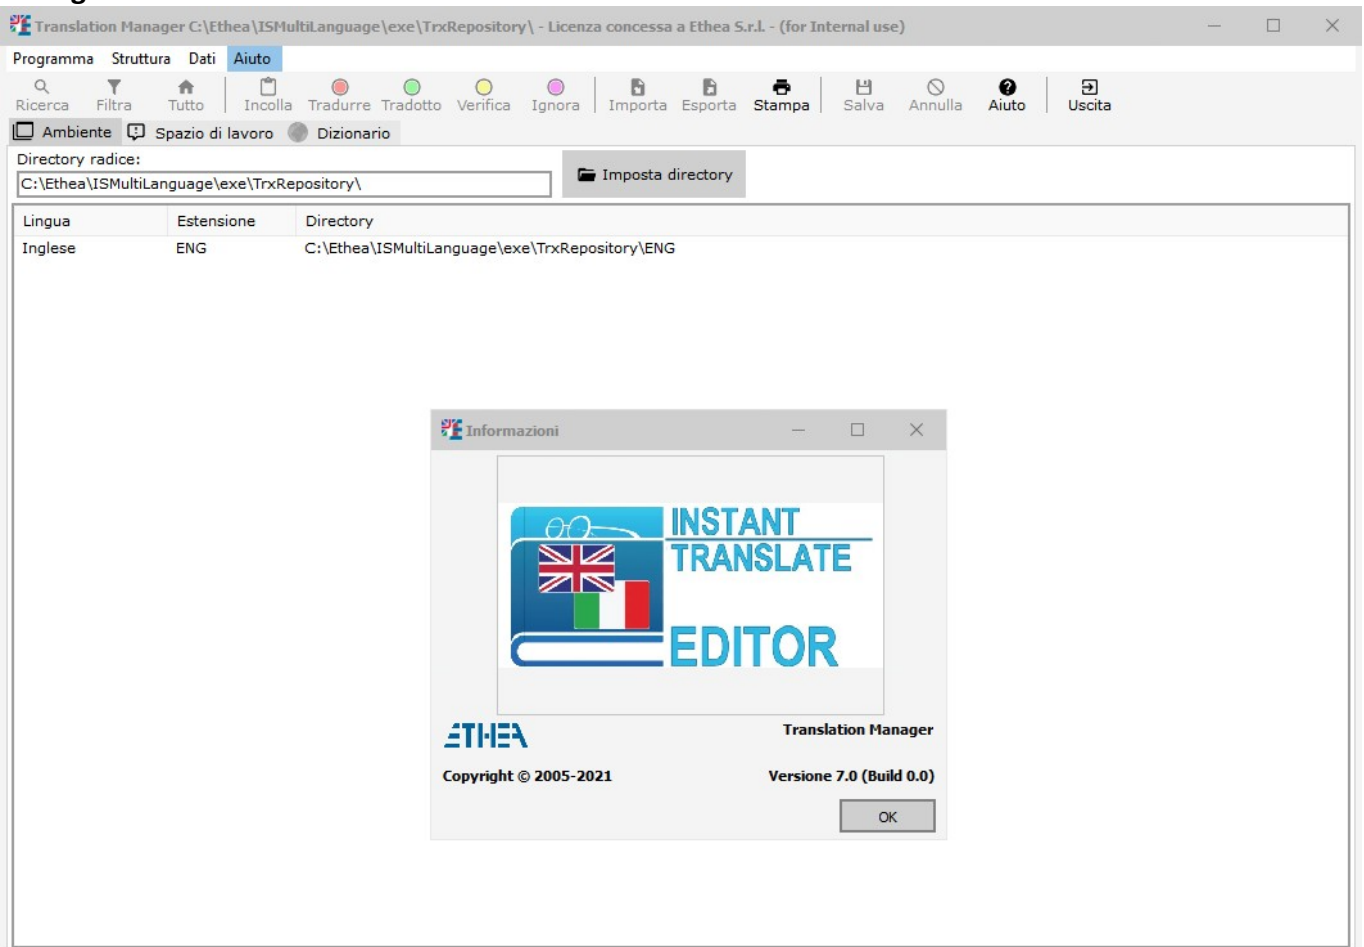 Translation Manager C:\Ethea\ISMultiLanguage\exe\TrxRepository\ - Licenza concessa a Ethea S.r.l. - (for Internal use)
Programma Struttura Dati Aiuto
Ricerca Filtra Tutto Incolla Tradurre Tradotto Verifica Ignora Importa Esporta Stampa Salva Annulla Aiuto Uscita
Ambiente Spazio di lavoro Dizionario
Directory radice:
C:\Ethea\ISMultiLanguage\exe\TrxRepository\ Imposta directory
Lingua Estensione Directory
Inglese ENG C:\Ethea\ISMultiLanguage\exe\TrxRepository\ENG
Informazioni
INSTANT
TRANSLATE
EDITOR
ETHEA Translation Manager
Copyright © 2005-2021 Versione 7.0 (Build 0.0)
OK